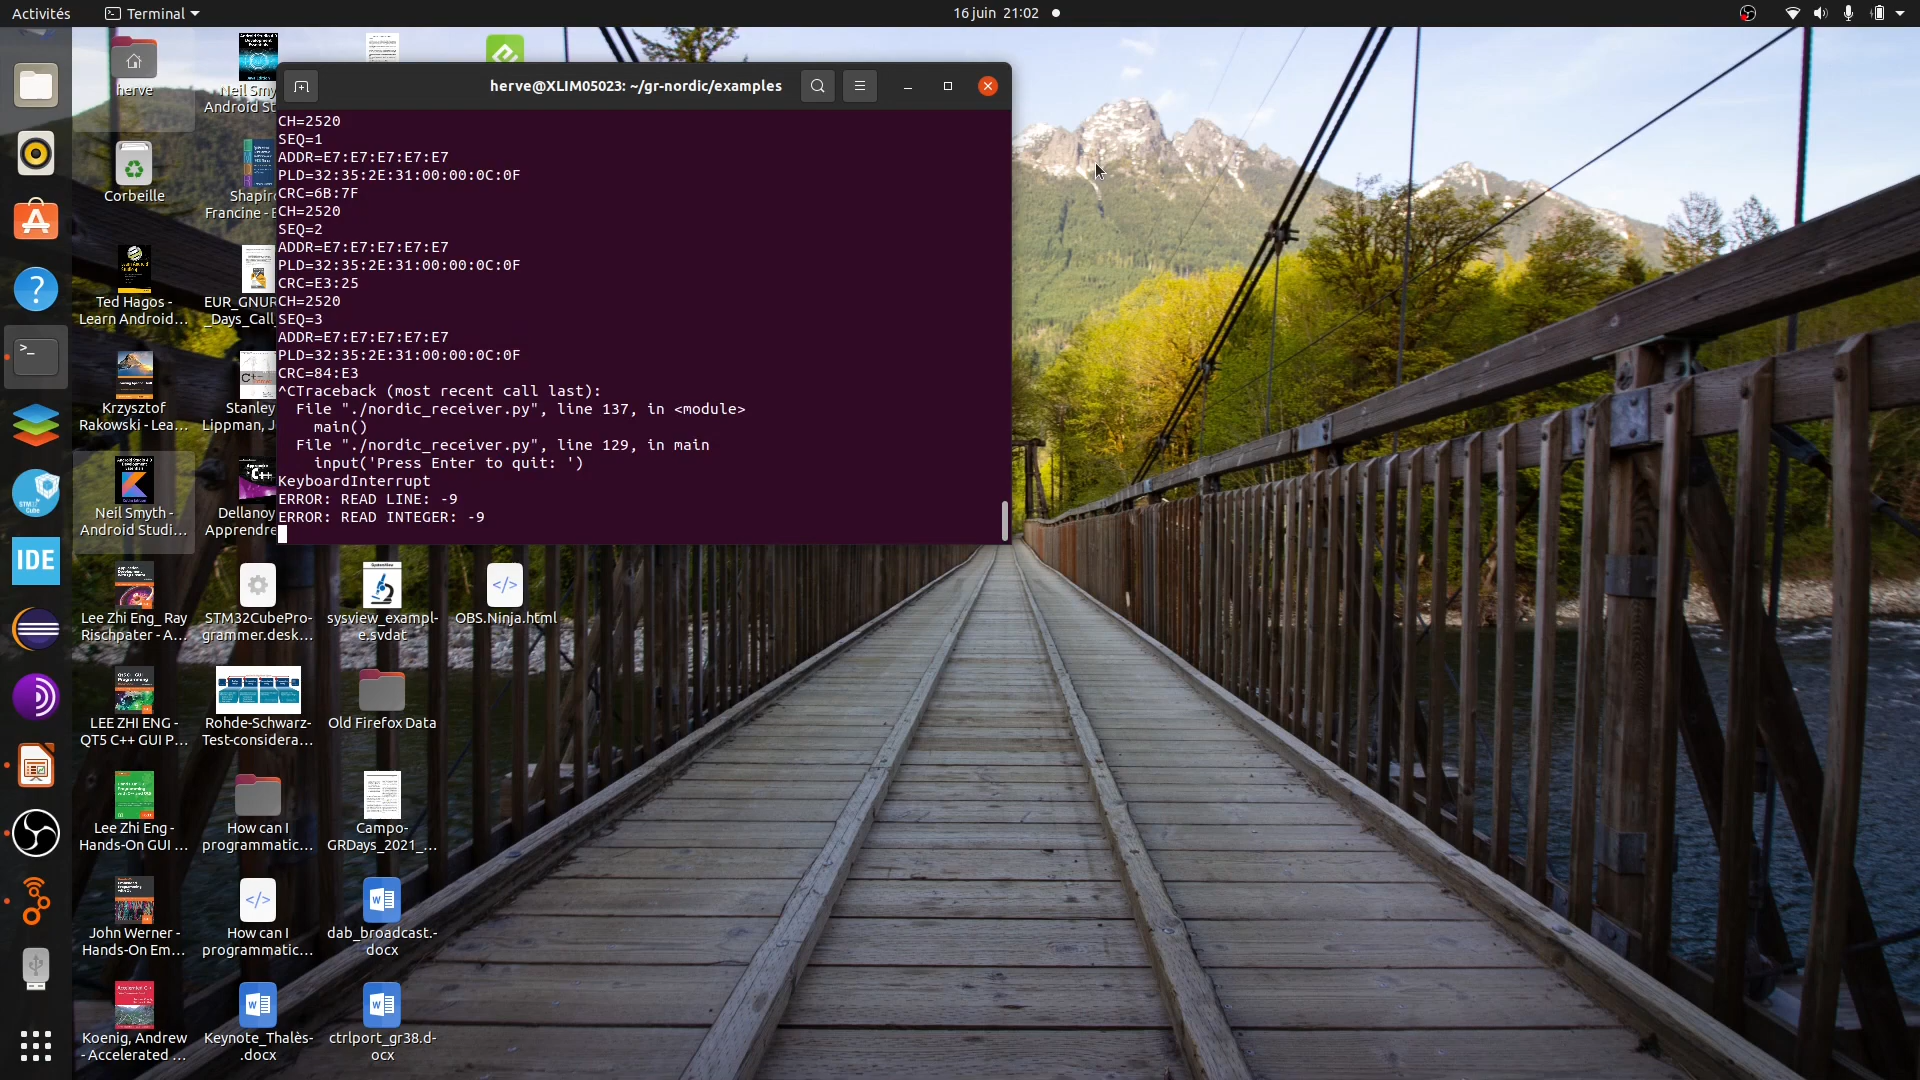 Activités
Terminal
16 juin 21:02
herve@XLIM05023: ~/gr-nordic/examples
CH=2520
SEQ=1
ADDR=E7:E7:E7:E7:E7
PLD=32:35:2E:31:00:00:0C:0F
CRC=6B:7F
CH=2520
SEQ=2
ADDR=E7:E7:E7:E7:E7
PLD=32:35:2E:31:00:00:0C:0F
CRC=E3:25
CH=2520
SEQ=3
ADDR=E7:E7:E7:E7:E7
PLD=32:35:2E:31:00:00:0C:0F
CRC=84:E3
^CTraceback (most recent call last):
File "./nordic_receiver.py", line 137, in <module>
main()
File "./nordic_receiver.py", line 129, in main
input('Press Enter to quit: ')
KeyboardInterrupt
ERROR: READ LINE: -9
ERROR: READ INTEGER: -9
herve
Neil Smy
Android St
Corbeille
Shapir
Francine - E
Ted Hagos -
Learn Android...
EUR_GNUR
_Days_Call_
Krzysztof
Rakowski - Lea...
Stanley
Lippman, J
Neil Smyth -
Android Studi...
Dellanoy
Apprendre
IDE
Lee Zhi Eng_ Ray
Rischpater - A...
STM32CubePro-
grammer.desk...
sysview_exampl-
e.svdat
OBS.Ninja.html
LEE ZHI ENG -
QT5 C++ GUI P...
Rohde-Schwarz-
Test-considera...
Old Firefox Data
Lee Zhi Eng -
Hands-On GUI ...
How can I
programmatic...
Campo-
GRDays_2021_...
John Werner -
Hands-On Em...
How can I
programmatic...
dab_broadcast.-
docx
Koenig, Andrew
- Accelerated ...
Keynote_Thalès-
.docx
ctrlport_gr38.d-
ocx